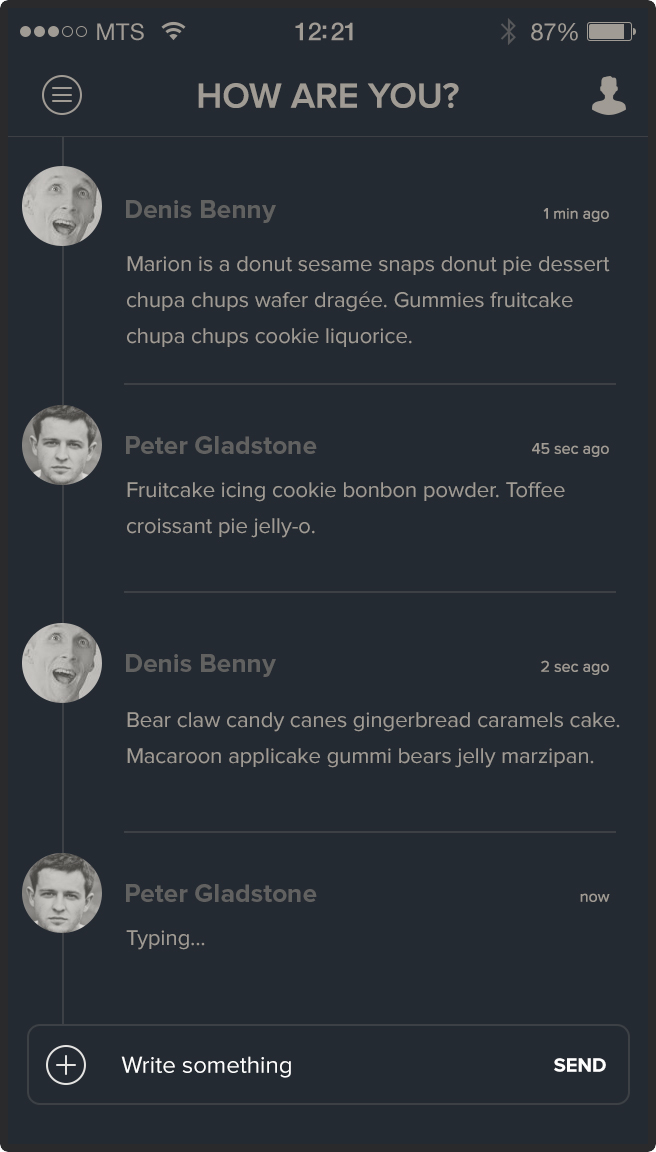 MTS 12:21 87%
HOW ARE YOU?
Denis Benny 1 min ago
Marion is a donut sesame snaps donut pie dessert
chupa chups wafer dragée. Gummies fruitcake
chupa chups cookie liquorice.
Peter Gladstone 45 sec ago
Fruitcake icing cookie bonbon powder. Toffee
croissant pie jelly-o.
Denis Benny 2 sec ago
Bear claw candy canes gingerbread caramels cake.
Macaroon applicake gummi bears jelly marzipan.
Peter Gladstone now
Typing...
Write something SEND